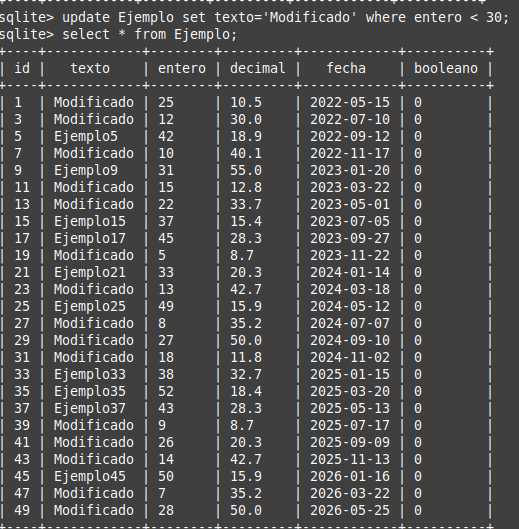 sqlite> update Ejemplo set texto='Modificado' where entero < 30;
sqlite> select * from Ejemplo;
+----+------------+--------+---------+------------+----------+
| id |   texto    | entero | decimal |   fecha    | booleano |
+----+------------+--------+---------+------------+----------+
| 1  | Modificado | 25     | 10.5    | 2022-05-15 | 0        |
| 3  | Modificado | 12     | 30.0    | 2022-07-10 | 0        |
| 5  | Ejemplo5   | 42     | 18.9    | 2022-09-12 | 0        |
| 7  | Modificado | 10     | 40.1    | 2022-11-17 | 0        |
| 9  | Ejemplo9   | 31     | 55.0    | 2023-01-20 | 0        |
| 11 | Modificado | 15     | 12.8    | 2023-03-22 | 0        |
| 13 | Modificado | 22     | 33.7    | 2023-05-01 | 0        |
| 15 | Ejemplo15  | 37     | 15.4    | 2023-07-05 | 0        |
| 17 | Ejemplo17  | 45     | 28.3    | 2023-09-27 | 0        |
| 19 | Modificado | 5      | 8.7     | 2023-11-22 | 0        |
| 21 | Ejemplo21  | 33     | 20.3    | 2024-01-14 | 0        |
| 23 | Modificado | 13     | 42.7    | 2024-03-18 | 0        |
| 25 | Ejemplo25  | 49     | 15.9    | 2024-05-12 | 0        |
| 27 | Modificado | 8      | 35.2    | 2024-07-07 | 0        |
| 29 | Modificado | 27     | 50.0    | 2024-09-10 | 0        |
| 31 | Modificado | 18     | 11.8    | 2024-11-02 | 0        |
| 33 | Ejemplo33  | 38     | 32.7    | 2025-01-15 | 0        |
| 35 | Ejemplo35  | 52     | 18.4    | 2025-03-20 | 0        |
| 37 | Ejemplo37  | 43     | 28.3    | 2025-05-13 | 0        |
| 39 | Modificado | 9      | 8.7     | 2025-07-17 | 0        |
| 41 | Modificado | 26     | 20.3    | 2025-09-09 | 0        |
| 43 | Modificado | 14     | 42.7    | 2025-11-13 | 0        |
| 45 | Ejemplo45  | 50     | 15.9    | 2026-01-16 | 0        |
| 47 | Modificado | 7      | 35.2    | 2026-03-22 | 0        |
| 49 | Modificado | 28     | 50.0    | 2026-05-25 | 0        |
+----+------------+--------+---------+------------+----------+